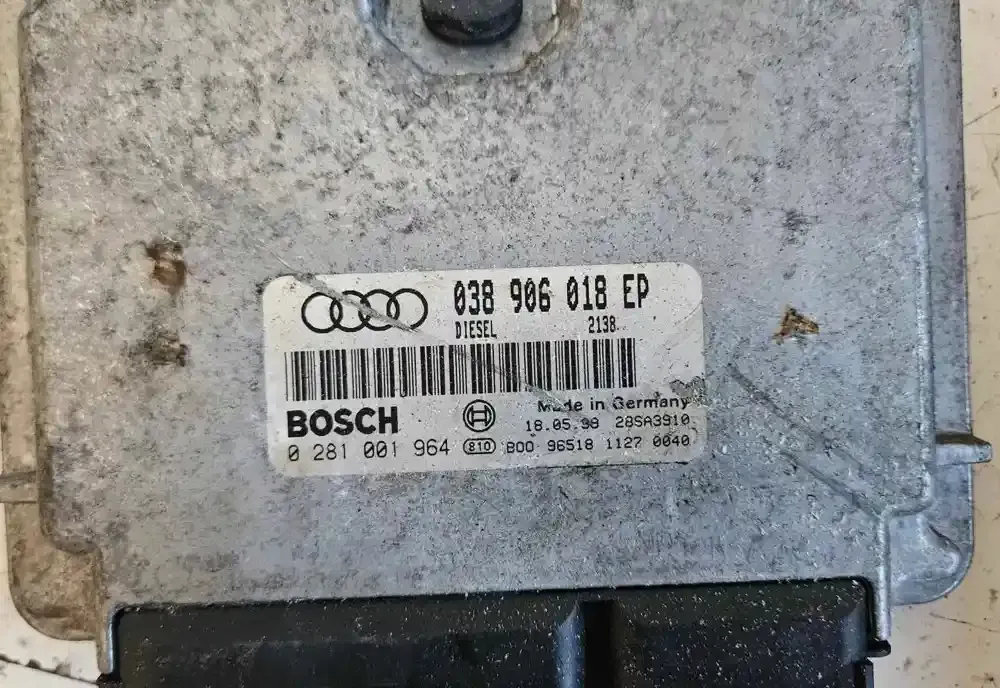 038 906 018 EP
DIESEL 2138
BOSCH
Made in Germany
18.05.98 28SA3910
0 281 001 964 810 B00 96518 1127 0040